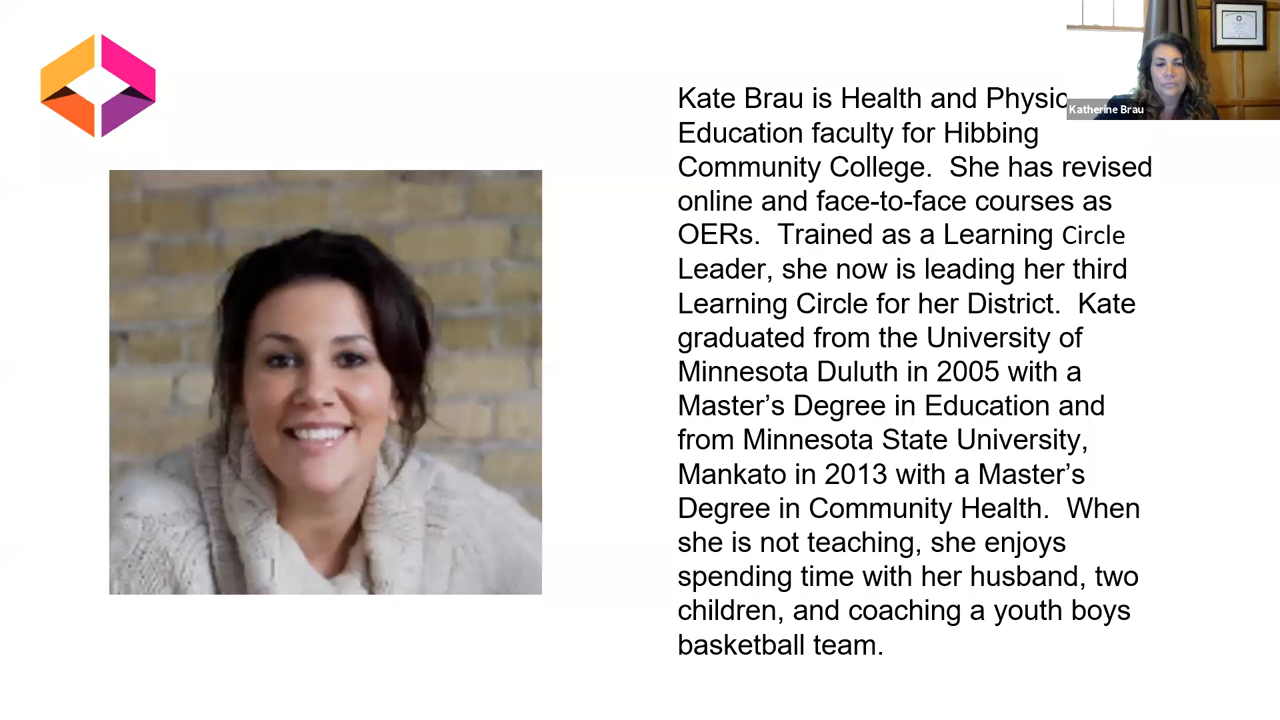 Kate Brau is Health and Physic
Education faculty for Hibbing
Community College. She has revised
online and face-to-face courses as
OERs. Trained as a Learning Circle
Leader, she now is leading her third
Learning Circle for her District. Kate
graduated from the University of
Minnesota Duluth in 2005 with a
Master's Degree in Education and
from Minnesota State University,
Mankato in 2013 with a Master's
Degree in Community Health. When
she is not teaching, she enjoys
spending time with her husband, two
children, and coaching a youth boys
basketball team.
Katherine Brau